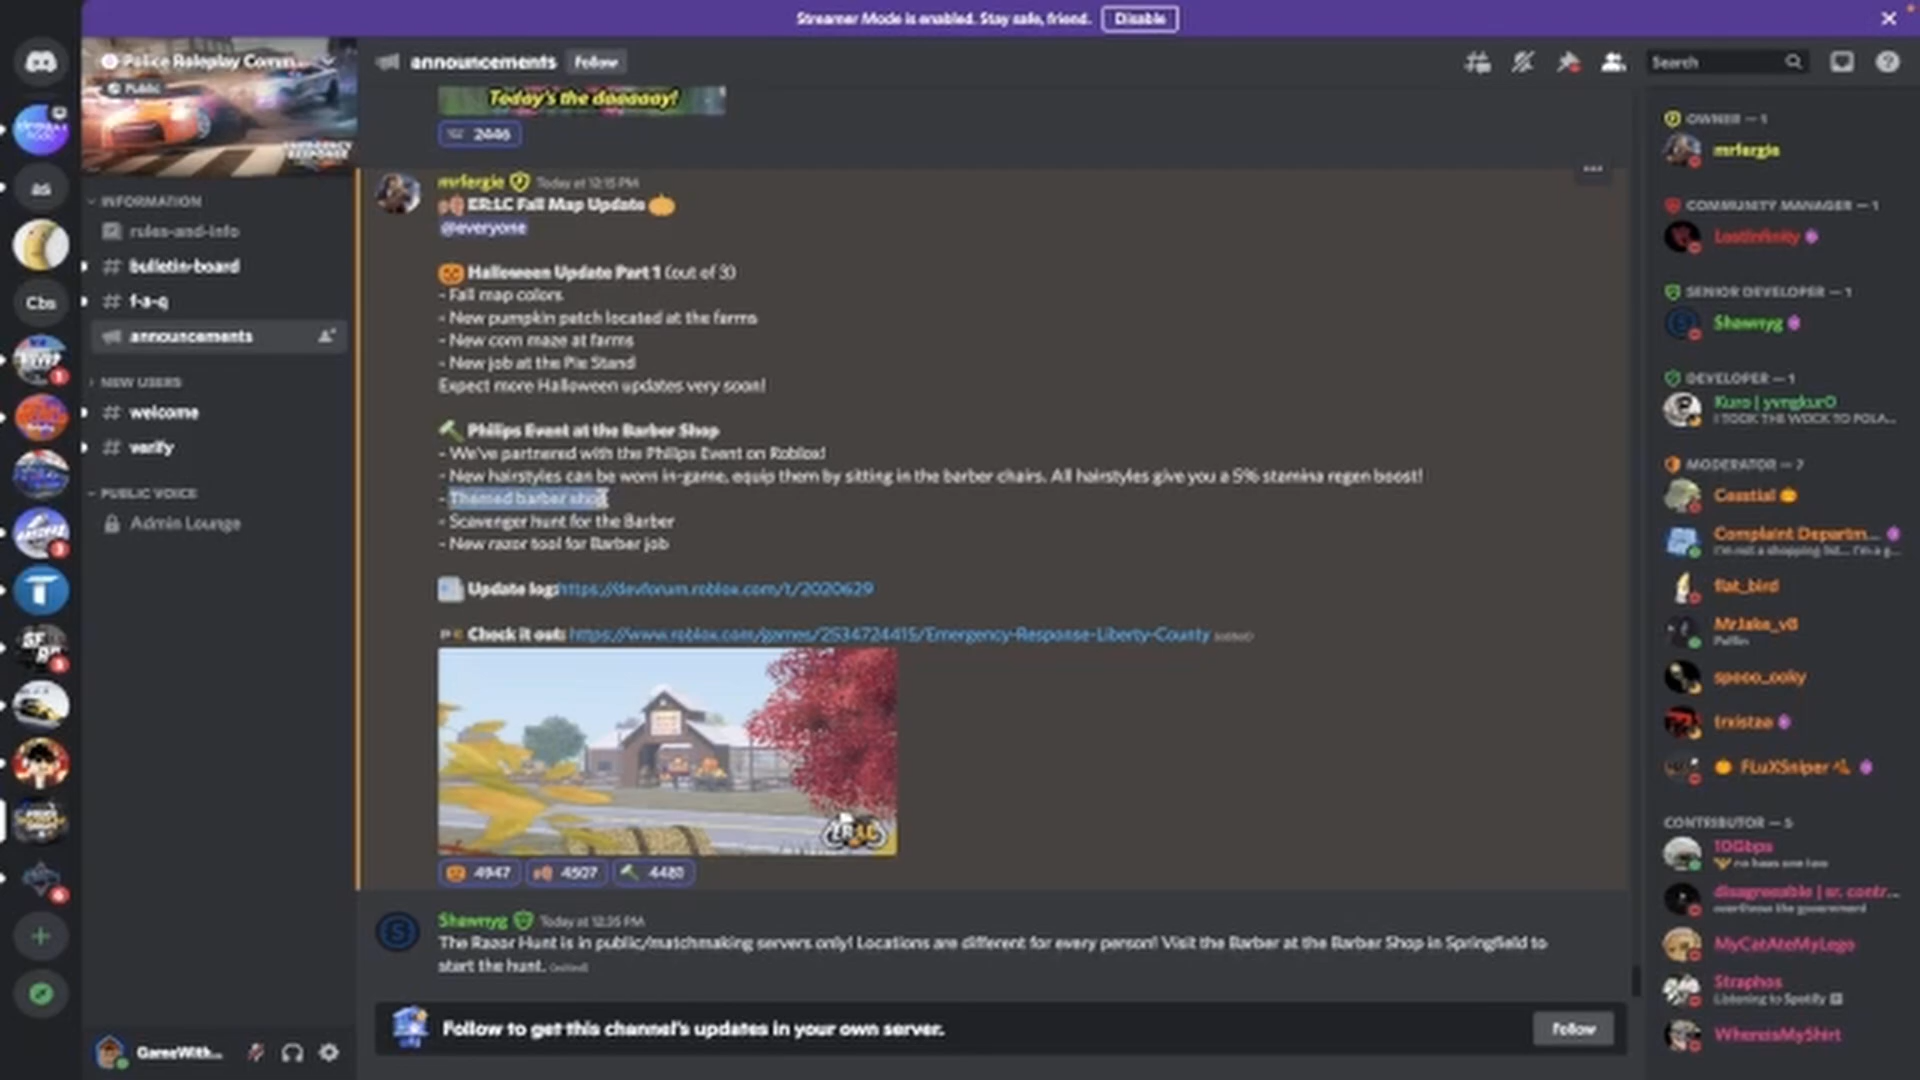 Streamer Mode is enabled. Stay safe, friend. Disable
Police Roleplay Comm...
Public
EMERGENCY
RESPONSE
INFORMATION
rules-and-info
bulletin-board
f-a-q
announcements
NEW USERS
welcome
verify
PUBLIC VOICE
Admin Lounge
GameWith...
as
Cbs
announcements Follow
Search
Today's the daaaaay!
2446
mrfergie Today at 12:15 PM
ER:LC Fall Map Update
@everyone
Halloween Update Part 1 (out of 3)
- Fall map colors
- New pumpkin patch located at the farms
- New corn maze at farms
- New job at the Pie Stand
Expect more Halloween updates very soon!
Philips Event at the Barber Shop
- We've partnered with the Philips Event on Roblox!
- New hairstyles can be worn in-game, equip them by sitting in the barber chairs. All hairstyles give you a 5% stamina regen boost!
- Themed barber shop
- Scavenger hunt for the Barber
- New razor tool for Barber job
Update log: https://devforum.roblox.com/t/2020629
Check it out: https://www.roblox.com/games/2534724415/Emergency-Response-Liberty-County (edited)
ER:LC
4947 4507 4481
Shawnyg Today at 12:35 PM
The Razor Hunt is in public/matchmaking servers only! Locations are different for every person! Visit the Barber at the Barber Shop in Springfield to
start the hunt. (edited)
Follow to get this channel's updates in your own server. Follow
OWNER — 1
mrfergie
COMMUNITY MANAGER — 1
LostInfinity
SENIOR DEVELOPER — 1
Shawnyg
DEVELOPER — 1
Kuro | yvngkur0
I TOOK THE WOCK TO POLA...
MODERATOR — 7
Coastial
Complaint Departm...
I'm not a shopping list... I'm a g...
flat_bird
MrJake_v8
spooo_ooky
trxistaa
FLuXSniper
CONTRIBUTOR — 5
10Gbps
disagreeable | sr. contr...
overthrow the government
MyCatAteMyLego
Straphos
Listening to Spotify
WheresMyShirt